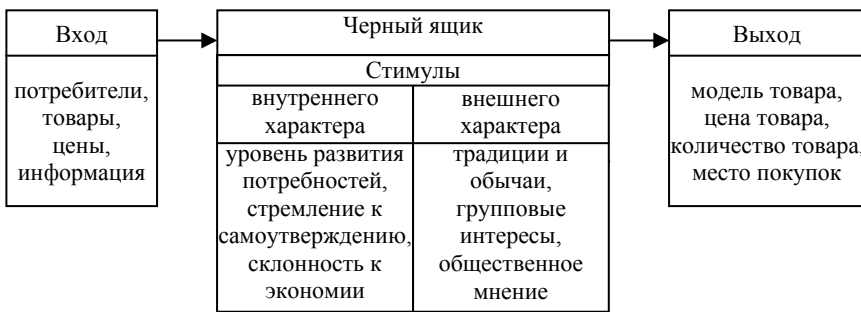 Вход
потребители,
товары,
цены,
информация
Черный ящик
Стимулы
внутреннего
характера
уровень развития
потребностей,
стремление к
самоутверждению,
склонность к
экономии
внешнего
характера
традиции и
обычаи,
групповые
интересы,
общественное
мнение
Выход
модель товара,
цена товара,
количество товара,
место покупок